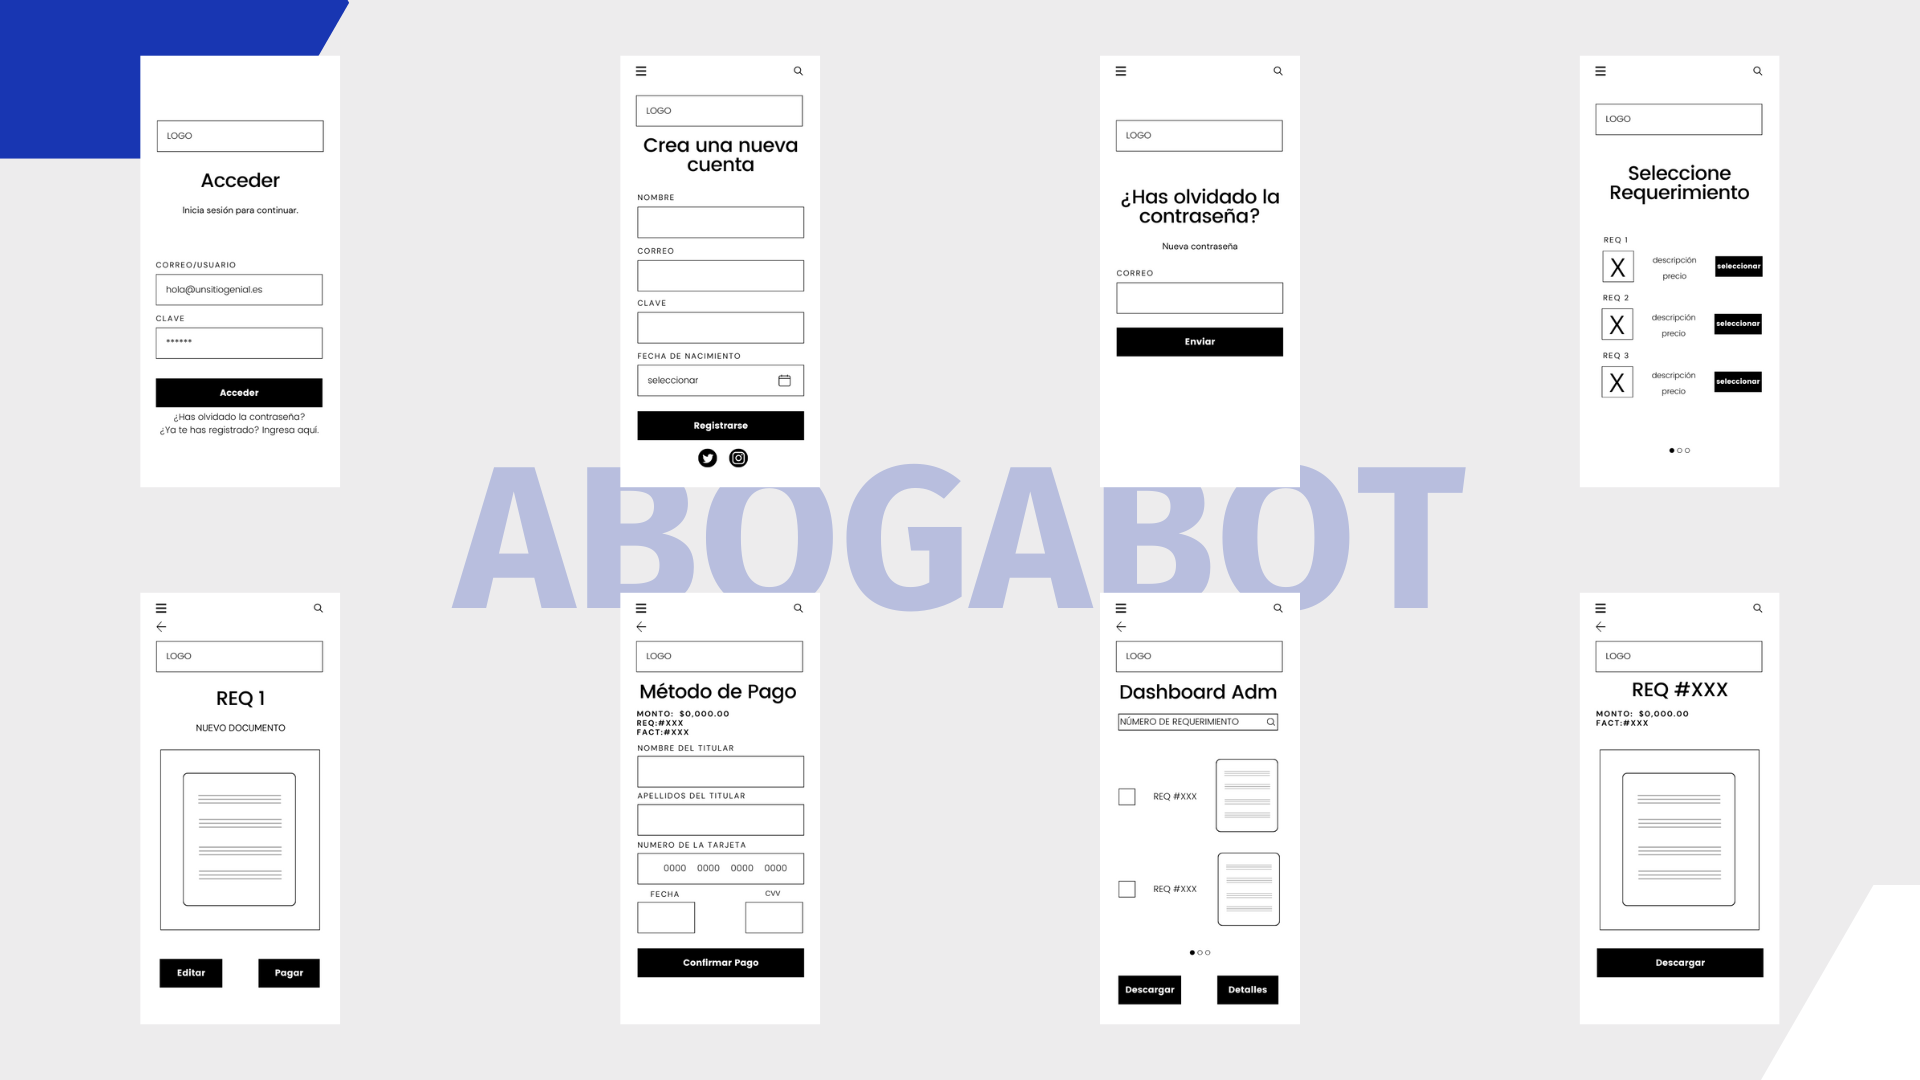 LOGO
Acceder
Inicia sesión para continuar.
CORREO/USUARIO
hola@unsitiogenial.es
CLAVE
******
Acceder
¿Has olvidado la contraseña?
¿Ya te has registrado? Ingresa aquí.
LOGO
Crea una nueva
cuenta
NOMBRE
CORREO
CLAVE
FECHA DE NACIMIENTO
seleccionar
Registrarse
LOGO
¿Has olvidado la
contraseña?
Nueva contraseña
CORREO
Enviar
LOGO
Seleccione
Requerimiento
REQ 1
X
descripción
precio
seleccionar
REQ 2
X
descripción
precio
seleccionar
REQ 3
X
descripción
precio
seleccionar
ABOGABOT
LOGO
REQ 1
NUEVO DOCUMENTO
Editar
Pagar
LOGO
Método de Pago
MONTO: $0,000.00
REQ:#XXX
FACT:#XXX
NOMBRE DEL TITULAR
APELLIDOS DEL TITULAR
NUMERO DE LA TARJETA
0000 0000 0000 0000
FECHA
CVV
Confirmar Pago
LOGO
Dashboard Adm
NÚMERO DE REQUERIMIENTO
REQ #XXX
REQ #XXX
Descargar
Detalles
LOGO
REQ #XXX
MONTO: $0,000.00
FACT:#XXX
Descargar